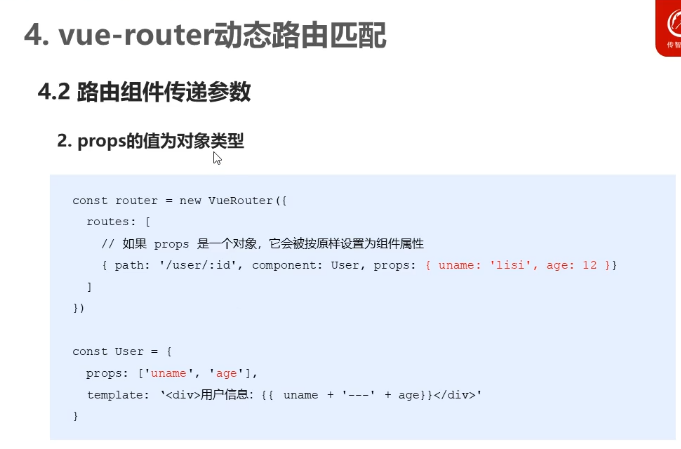 4. vue-router动态路由匹配
传智
4.2 路由组件传递参数
2. props的值为对象类型
const router = new VueRouter({
routes: [
// 如果 props 是一个对象，它会被按原样设置为组件属性
{ path: '/user/:id', component: User, props: { uname: 'lisi', age: 12 }}
]
})
const User = {
props: ['uname', 'age'],
template: ‘<div>用户信息：{{ uname + '---' + age}}</div>'
}